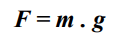 F = m . g